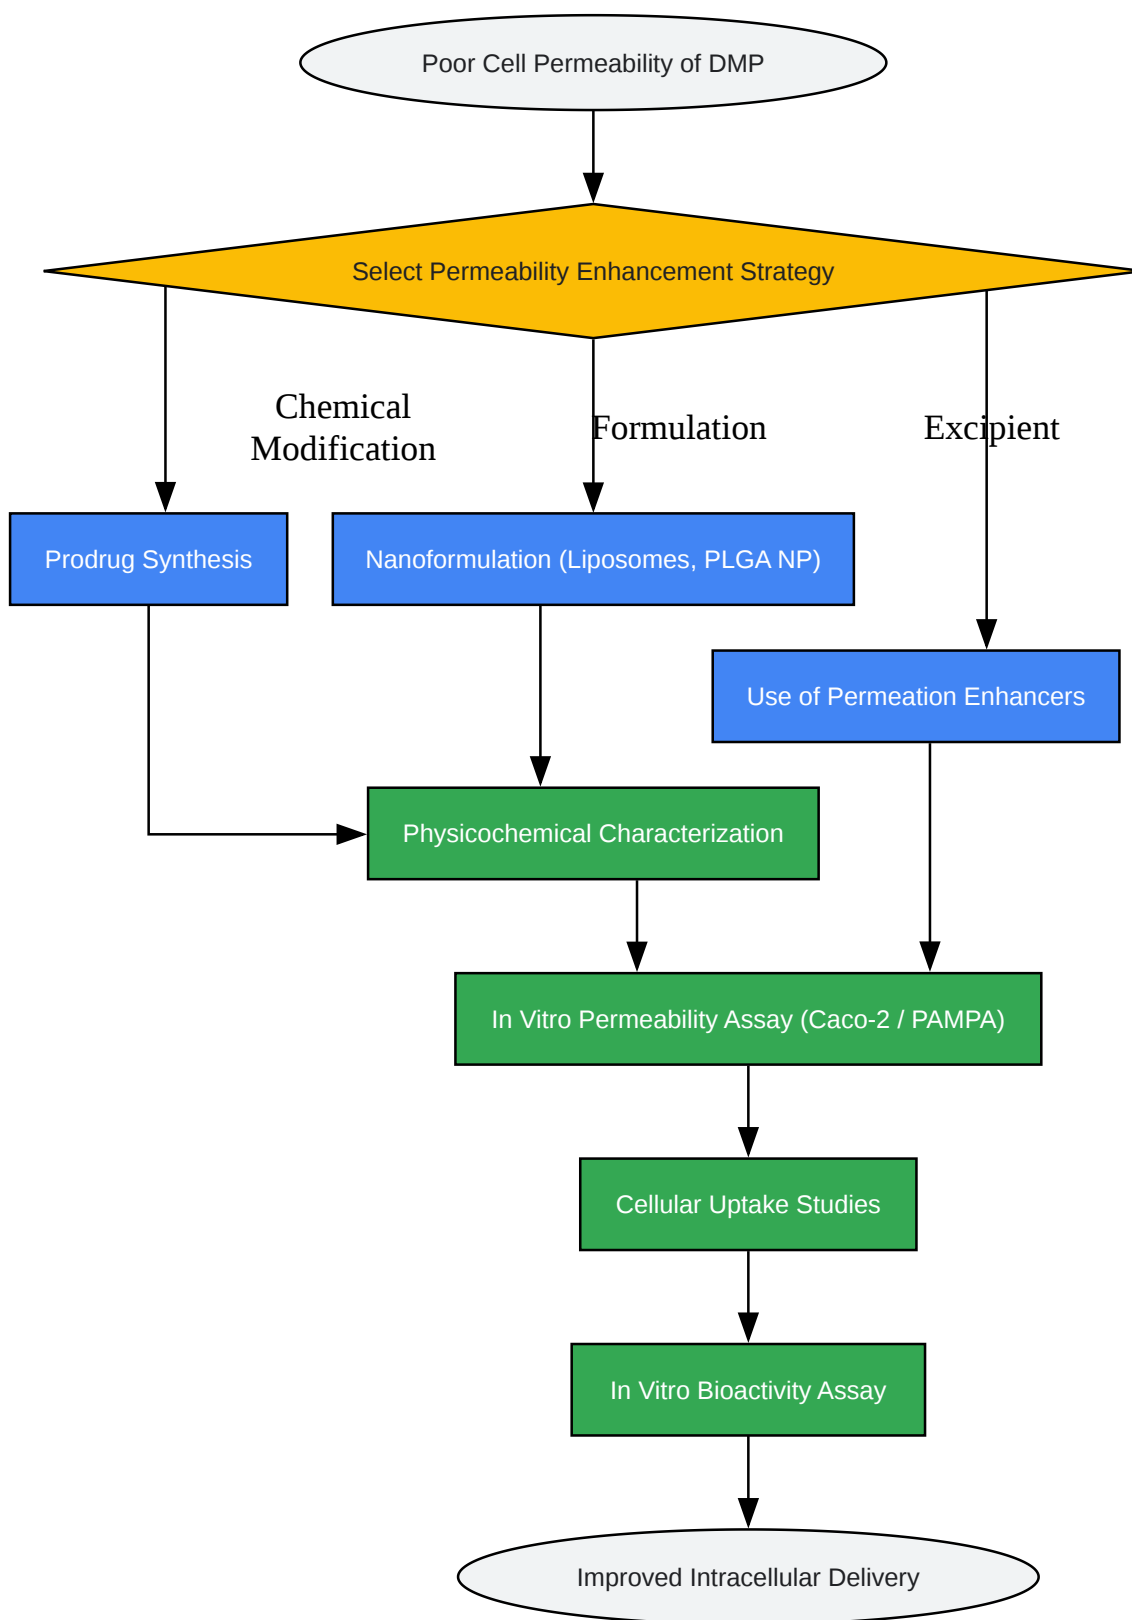 Poor Cell Permeability of DMP
Select Permeability Enhancement Strategy
Chemical
Modification
Formulation
Excipient
Prodrug Synthesis
Nanoformulation (Liposomes, PLGA NP)
Use of Permeation Enhancers
Physicochemical Characterization
In Vitro Permeability Assay (Caco-2 / PAMPA)
Cellular Uptake Studies
In Vitro Bioactivity Assay
Improved Intracellular Delivery